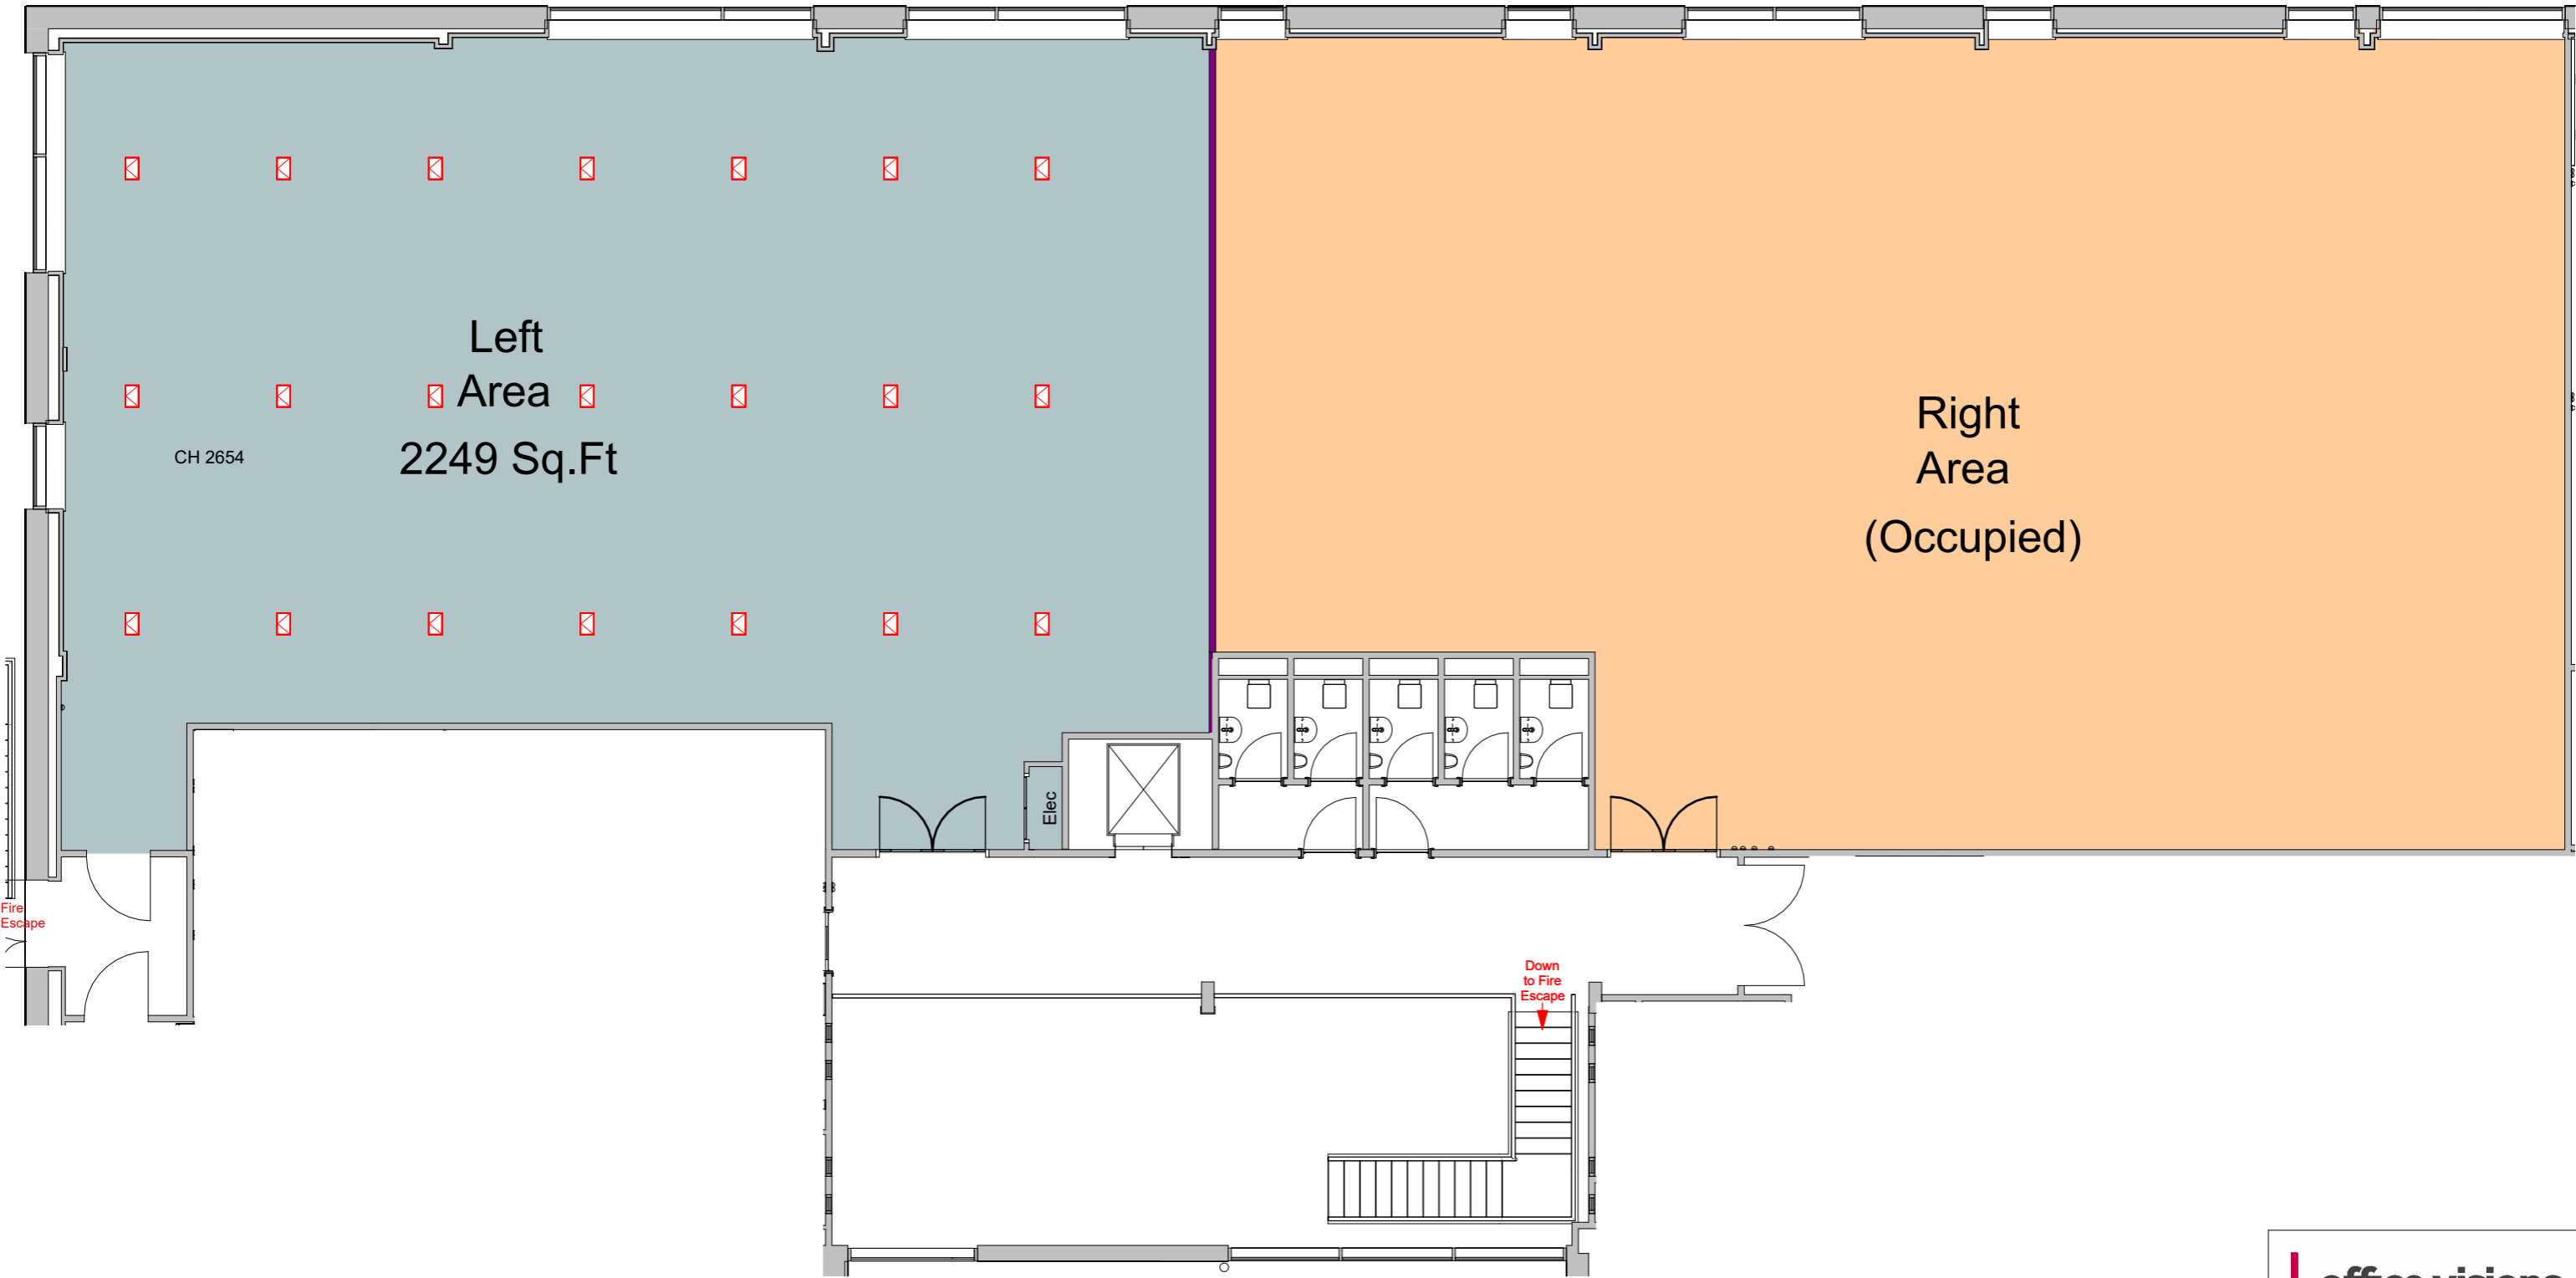 Left
Area
2249 Sq.Ft
CH 2654
Right
Area
(Occupied)
Elec
Fire
Escape
Down
to Fire
Escape